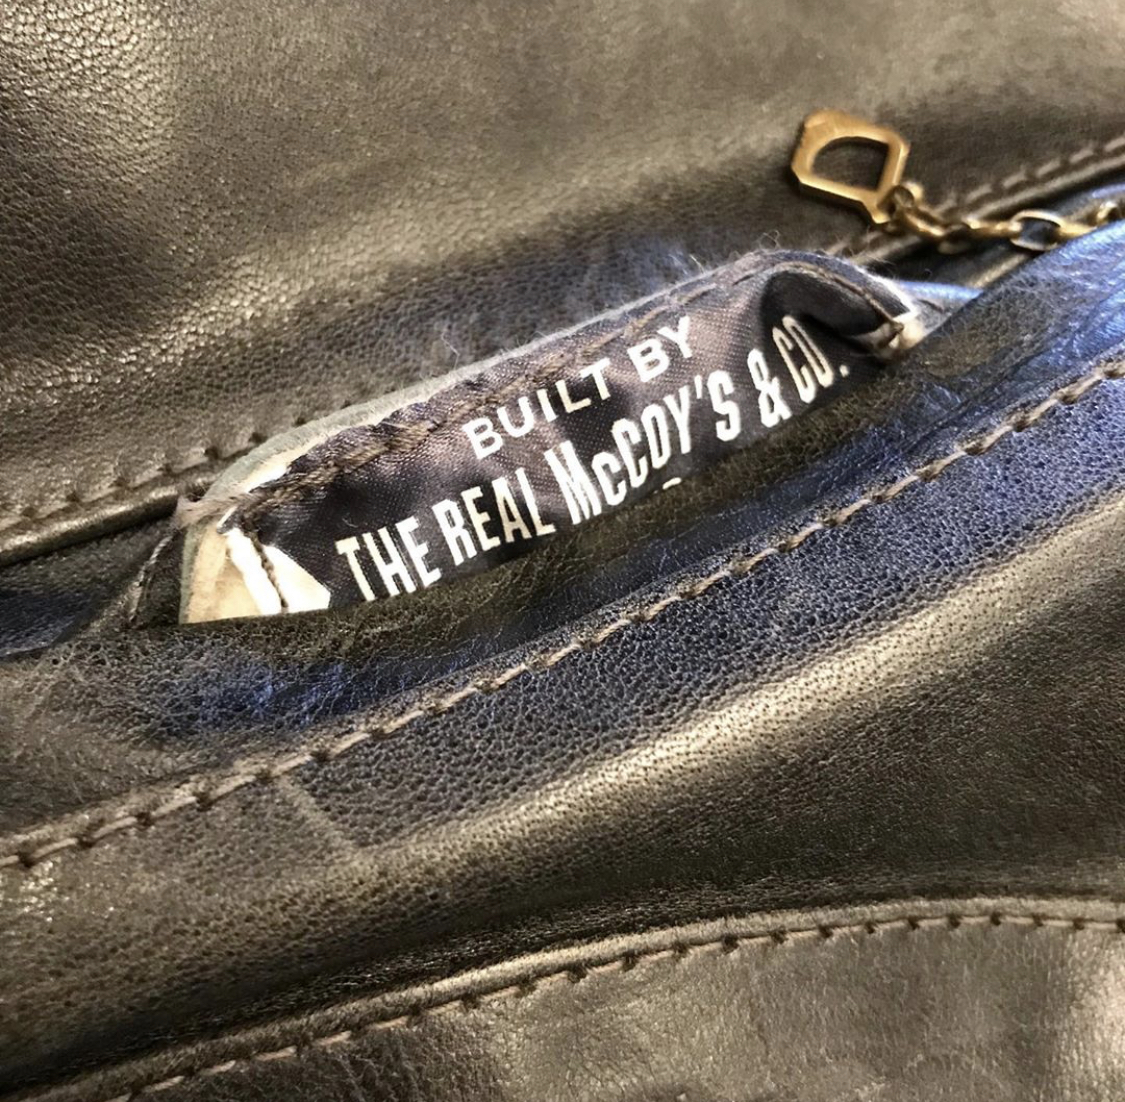 BUILT BY
THE REAL McCOY'S & CO.